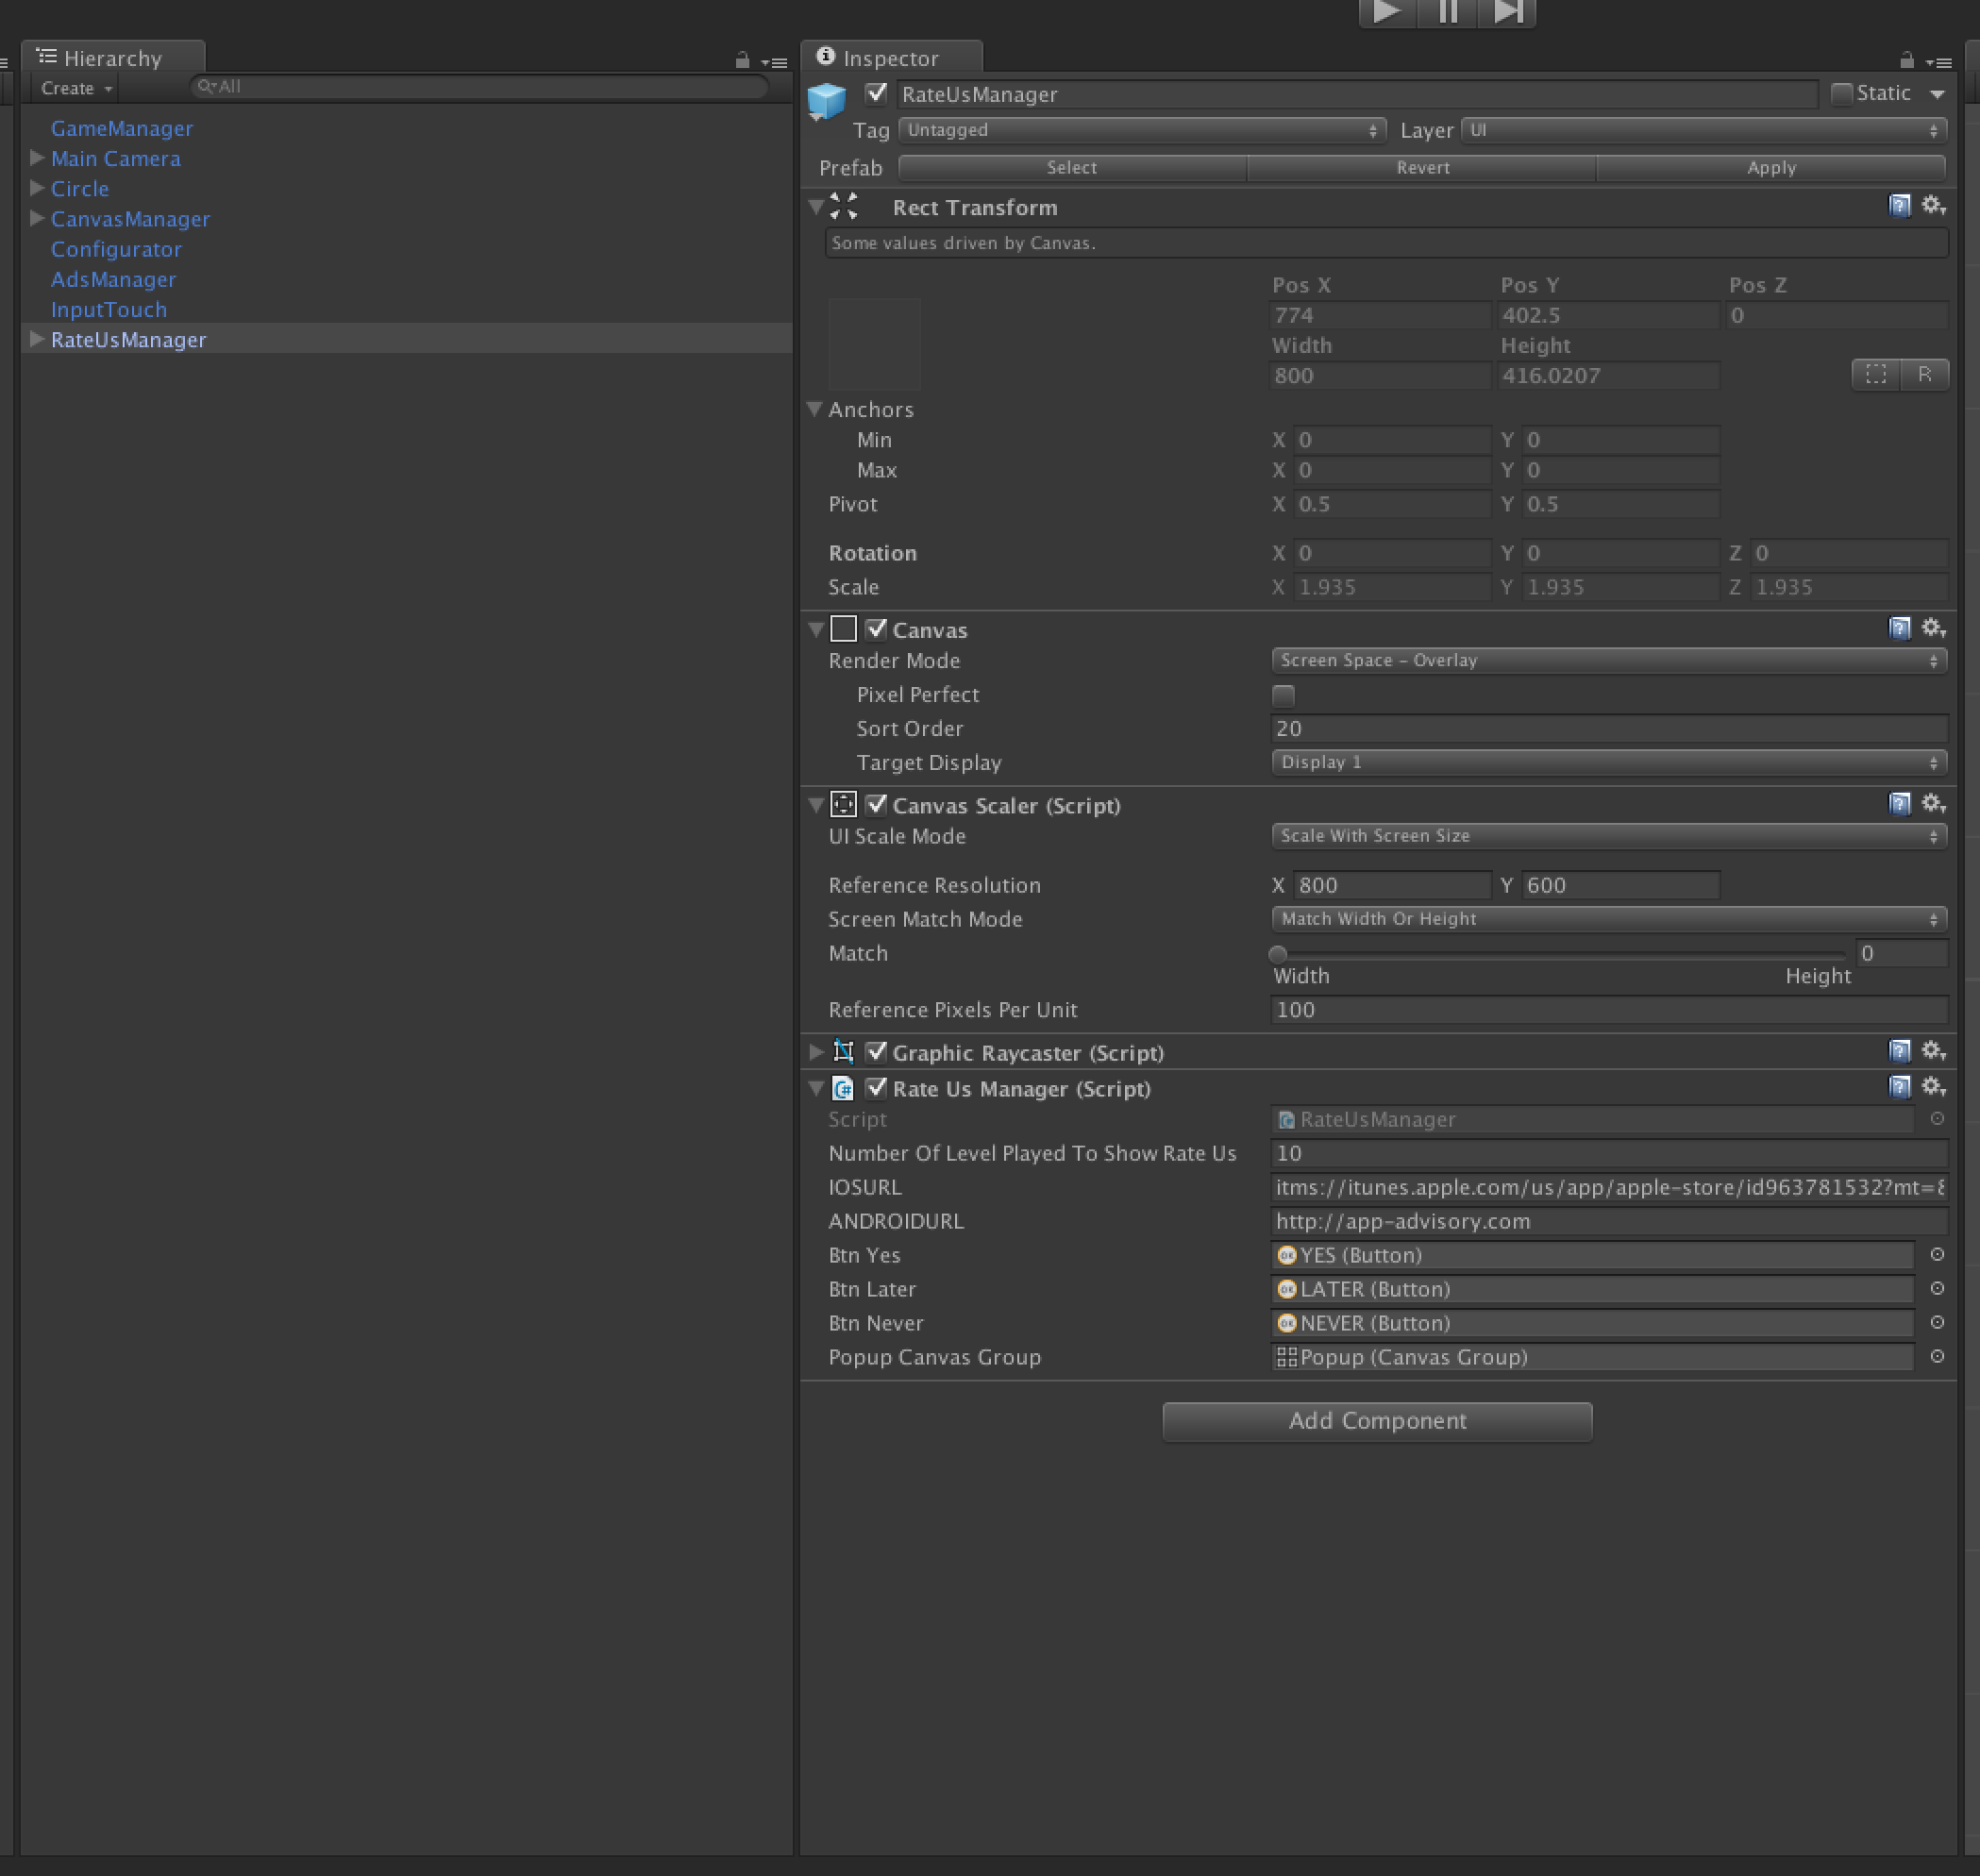 Hierarchy
Create
All
GameManager
Main Camera
Circle
CanvasManager
Configurator
AdsManager
InputTouch
RateUsManager
Inspector
RateUsManager Static
Tag Untagged Layer UI
Prefab Select Revert Apply
Rect Transform
Some values driven by Canvas.
Pos X Pos Y Pos Z
774 402.5 0
Width Height
800 416.0207 R
Anchors
Min X 0 Y 0
Max X 0 Y 0
Pivot X 0.5 Y 0.5
Rotation X 0 Y 0 Z 0
Scale X 1.935 Y 1.935 Z 1.935
Canvas
Render Mode Screen Space - Overlay
Pixel Perfect
Sort Order 20
Target Display Display 1
Canvas Scaler (Script)
UI Scale Mode Scale With Screen Size
Reference Resolution X 800 Y 600
Screen Match Mode Match Width Or Height
Match 0
Width Height
Reference Pixels Per Unit 100
Graphic Raycaster (Script)
Rate Us Manager (Script)
Script RateUsManager
Number Of Level Played To Show Rate Us 10
IOSURL itms://itunes.apple.com/us/app/apple-store/id963781532?mt=8
ANDROIDURL http://app-advisory.com
Btn Yes YES (Button)
Btn Later LATER (Button)
Btn Never NEVER (Button)
Popup Canvas Group Popup (Canvas Group)
Add Component